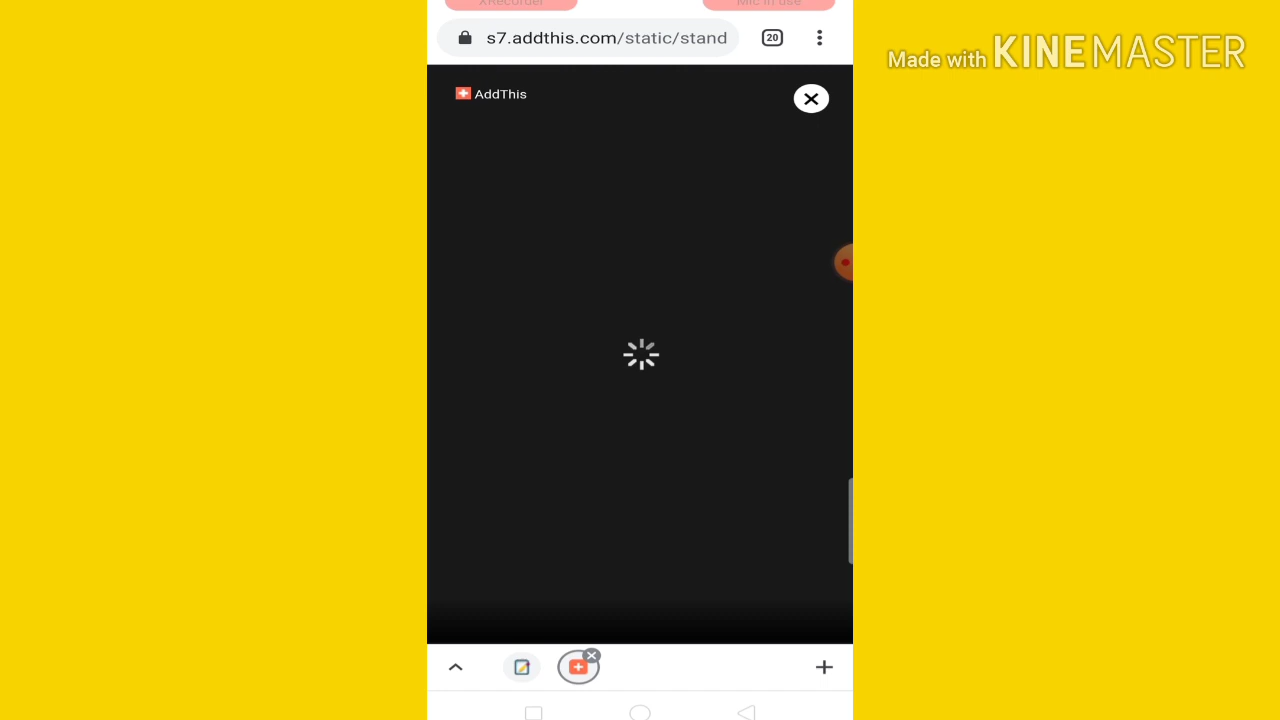 XRecorder
Mic in use
s7.addthis.com/static/stand
20
Made with KINEMASTER
AddThis